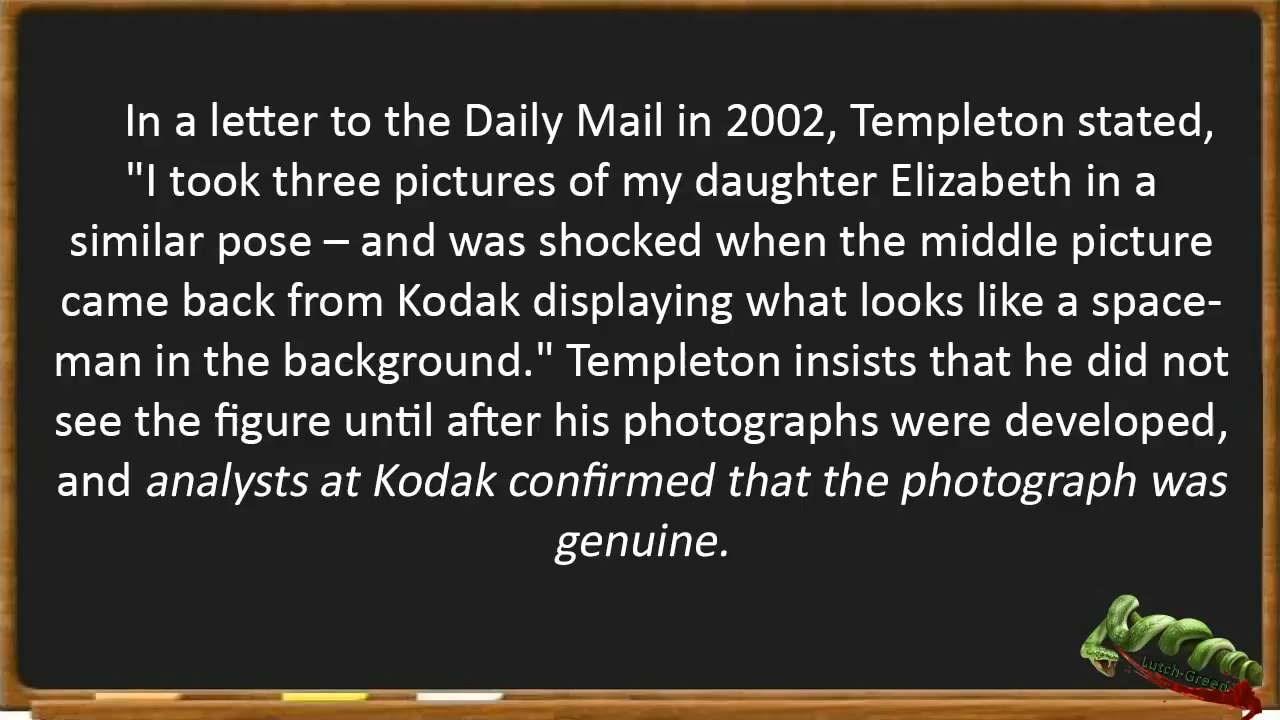 In a letter to the Daily Mail in 2002, Templeton stated,
"I took three pictures of my daughter Elizabeth in a
similar pose – and was shocked when the middle picture
came back from Kodak displaying what looks like a space-
man in the background." Templeton insists that he did not
see the figure until after his photographs were developed,
and analysts at Kodak confirmed that the photograph was
genuine.
Lutch-Green